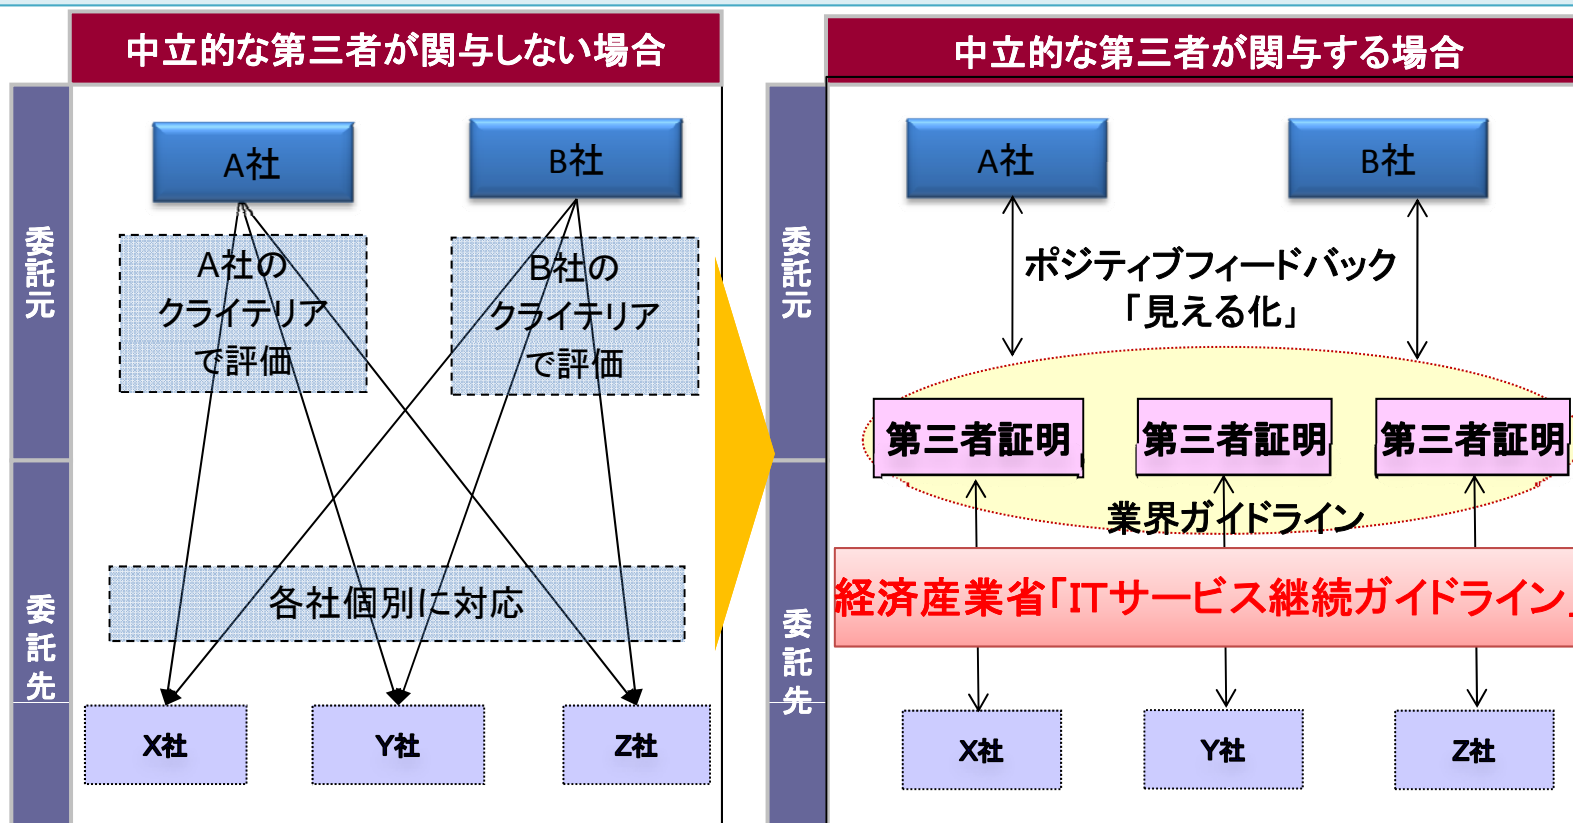 中立的な第三者が関与しない場合
委託元
A社
B社
A社の
クライテリア
で評価
B社の
クライテリア
で評価
委託先
各社個別に対応
X社
Y社
Z社
中立的な第三者が関与する場合
委託元
A社
B社
ポジティブフィードバック
「見える化」
第三者証明
第三者証明
第三者証明
業界ガイドライン
委託先
経済産業省「ITサービス継続ガイドライン」
X社
Y社
Z社